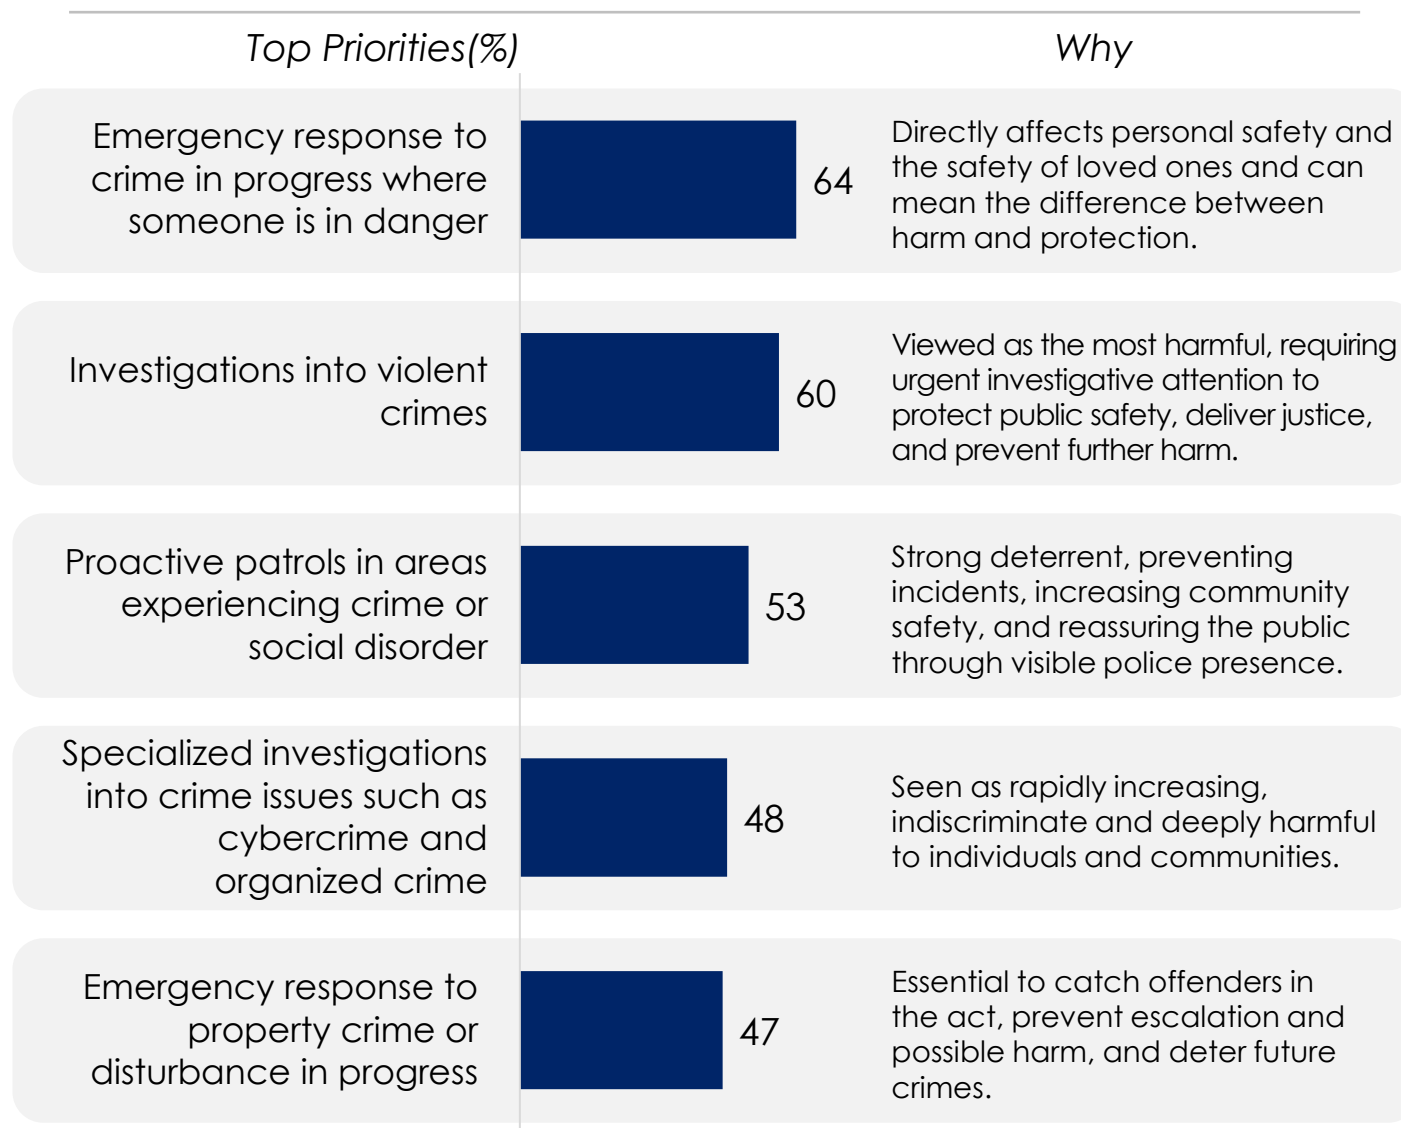 Top Priorities(%)
Why
Emergency response to
crime in progress where
someone is in danger
64
Directly affects personal safety and
the safety of loved ones and can
mean the difference between
harm and protection.
Investigations into violent
crimes
60
Viewed as the most harmful, requiring
urgent investigative attention to
protect public safety, deliver justice,
and prevent further harm.
Proactive patrols in areas
experiencing crime or
social disorder
53
Strong deterrent, preventing
incidents, increasing community
safety, and reassuring the public
through visible police presence.
Specialized investigations
into crime issues such as
cybercrime and
organized crime
48
Seen as rapidly increasing,
indiscriminate and deeply harmful
to individuals and communities.
Emergency response to
property crime or
disturbance in progress
47
Essential to catch offenders in
the act, prevent escalation and
possible harm, and deter future
crimes.